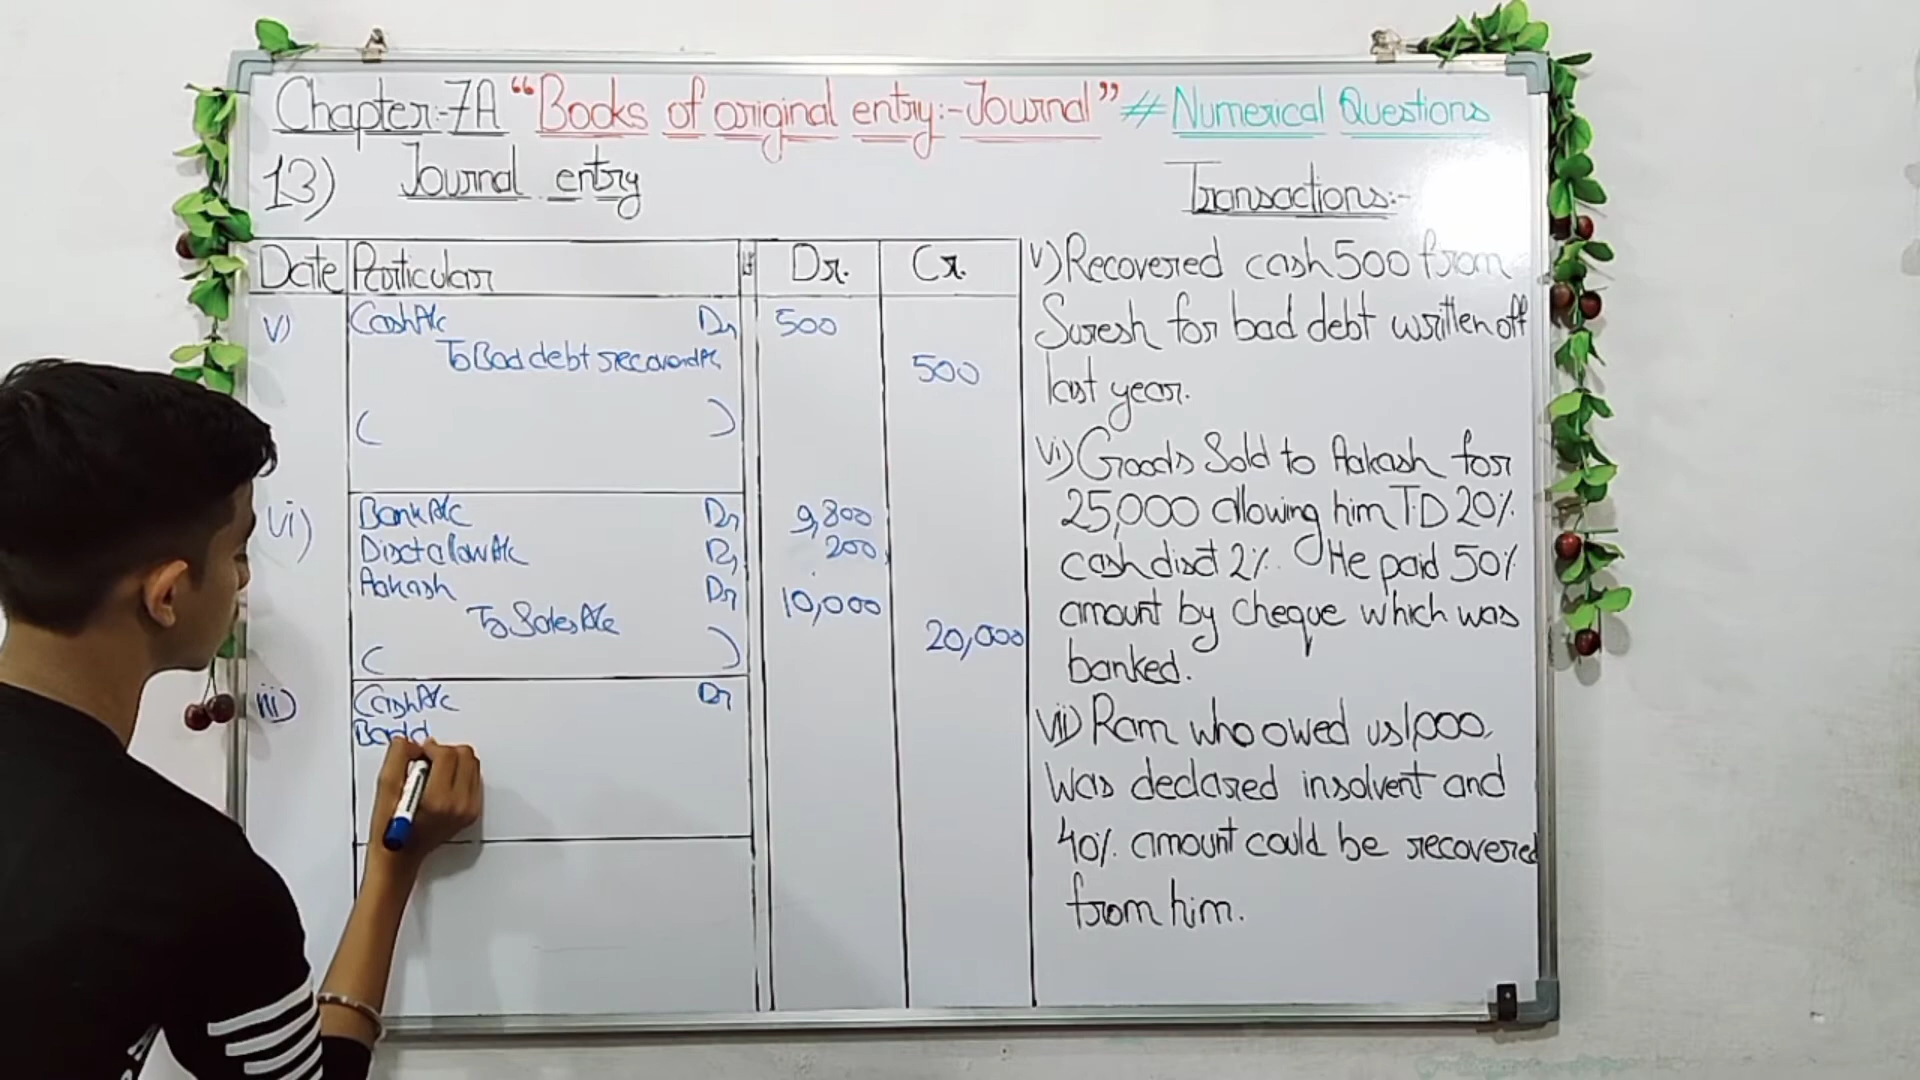 Chapter:-7A "Books of original entry:-Journal" # Numerical Questions
13) Journal entry
Transactions:-
Date Particular Dr. Cr.
v) Cash A/c Dr 500
To Bad debt recovered A/c 500
( )
vi) Bank A/c Dr 9,800
Disct allow A/c Dr 200
Aakash Dr 10,000
To Sales A/c 20,000
( )
vii) Cash A/c Dr
Bad d
v) Recovered cash 500 from
Suresh for bad debt written off
last year.
vi) Goods Sold to Aakash for
25,000 allowing him T.D 20%
cash disct 2%. He paid 50%
amount by cheque which was
banked.
vii) Ram who owed us 1,000.
Was declared insolvent and
40% amount could be recovered
from him.